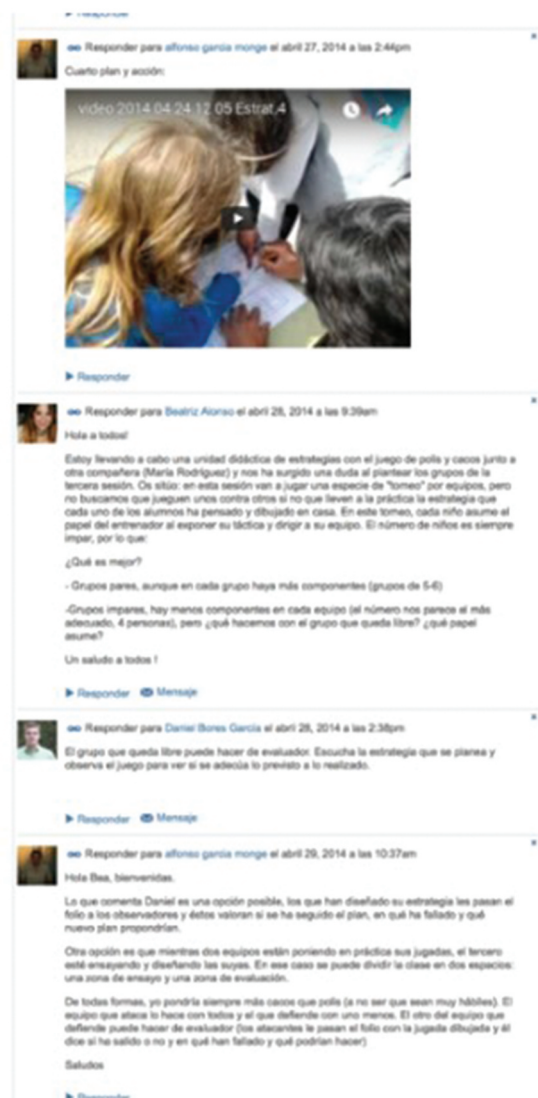 Responder
Responder para alfonso garcia monge el abril 27, 2014 a las 2:44pm
Cuarto plan y acción:
video 2014 04 24 12 05 Estrat.4
Responder
Responder para Beatriz Alonso el abril 28, 2014 a las 9:39am
Hola a todos!
Estoy llevando a cabo una unidad didáctica de estrategias con el juego de polis y cacos junto a
otra compañera (María Rodríguez) y nos ha surgido una duda al plantear los grupos de la
tercera sesión. Os sitúo: en esta sesión van a jugar una especie de "torneo" por equipos, pero
no buscamos que jueguen unos contra otros si no que lleven a la práctica la estrategia que
cada uno de los alumnos ha pensado y dibujado en casa. En este torneo, cada niño asume el
papel del entrenador al exponer su táctica y dirigir a su equipo. El número de niños es siempre
impar, por lo que:
¿Qué es mejor?
- Grupos pares, aunque en cada grupo haya más componentes (grupos de 5-6)
-Grupos impares, hay menos componentes en cada equipo (el número nos parece el más
adecuado, 4 personas), pero ¿qué hacemos con el grupo que queda libre? ¿qué papel
asume?
Un saludo a todos !
Responder Mensaje
Responder para Daniel Bores García el abril 28, 2014 a las 2:38pm
El grupo que queda libre puede hacer de evaluador. Escucha la estrategia que se planea y
observa el juego para ver si se adecúa lo previsto a lo realizado.
Responder Mensaje
Responder para alfonso garcia monge el abril 29, 2014 a las 10:37am
Hola Bea, bienvenidas.
Lo que comenta Daniel es una opción posible, los que han diseñado su estrategia les pasan el
folio a los observadores y éstos valoran si se ha seguido el plan, en qué ha fallado y qué
nuevo plan propondrían.
Otra opción es que mientras dos equipos están poniendo en práctica sus jugadas, el tercero
esté ensayando y diseñando las suyas. En ese caso se puede dividir la clase en dos espacios:
una zona de ensayo y una zona de evaluación.
De todas formas, yo pondría siempre más cacos que polis (a no ser que sean muy hábiles). El
equipo que ataca lo hace con todos y el que defiende con uno menos. El otro del equipo que
defiende puede hacer de evaluador (los atacantes le pasan el folio con la jugada dibujada y él
dice si ha salido o no y en qué han fallado y qué podrían hacer)
Saludos
Responder